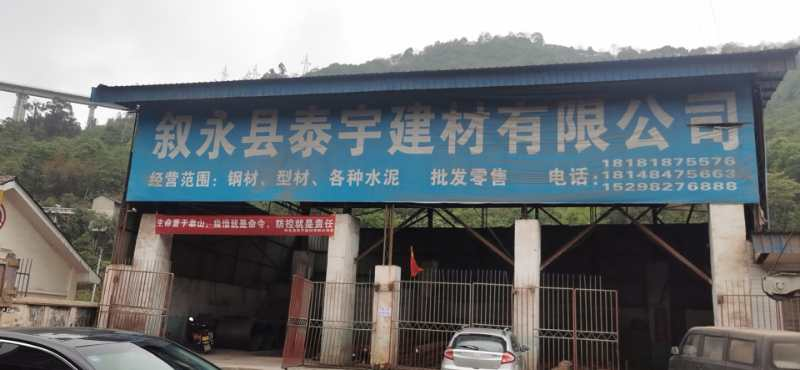 叙永县泰宇建材有限公司
经营范围：钢材、型材、各种水泥 批发零售 电话：
18181875576
18148475663
15298276888
生命重于泰山，疫情就是命令，防控就是责任